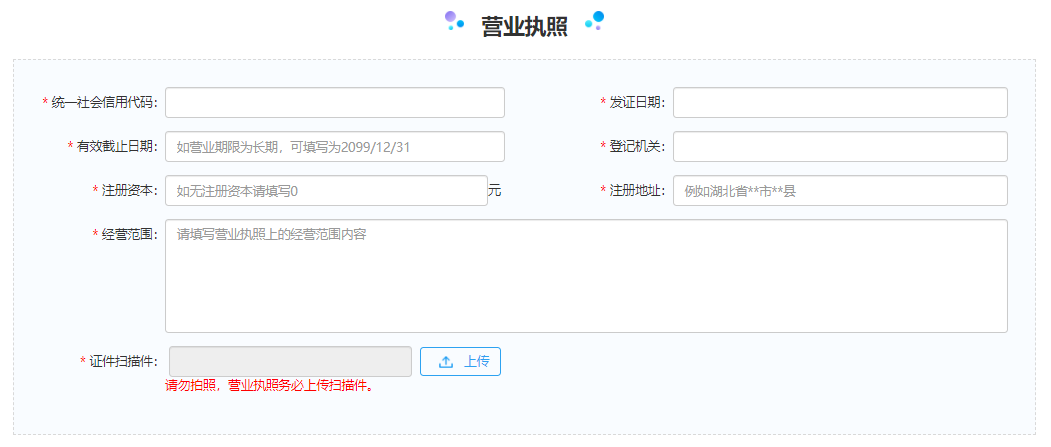 营业执照
* 统一社会信用代码：
* 发证日期：
* 有效截止日期： 如营业期限为长期，可填写为2099/12/31
* 登记机关：
* 注册资本： 如无注册资本请填写0 元
* 注册地址： 例如湖北省**市**县
* 经营范围： 请填写营业执照上的经营范围内容
* 证件扫描件： 上传
请勿拍照，营业执照务必上传扫描件。